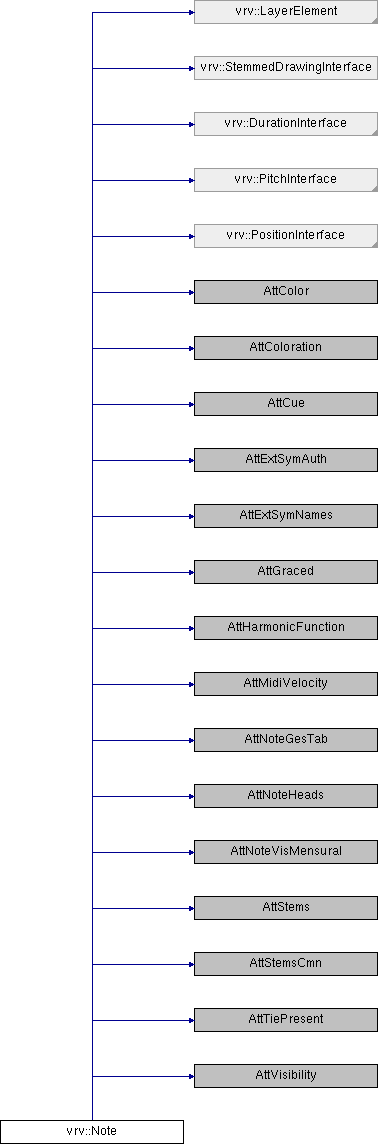 vrv::LayerElement
vrv::StemmedDrawingInterface
vrv::DurationInterface
vrv::PitchInterface
vrv::PositionInterface
AttColor
AttColoration
AttCue
AttExtSymAuth
AttExtSymNames
AttGraced
AttHarmonicFunction
AttMidiVelocity
AttNoteGesTab
AttNoteHeads
AttNoteVisMensural
AttStems
AttStemsCmn
AttTiePresent
AttVisibility
vrv::Note